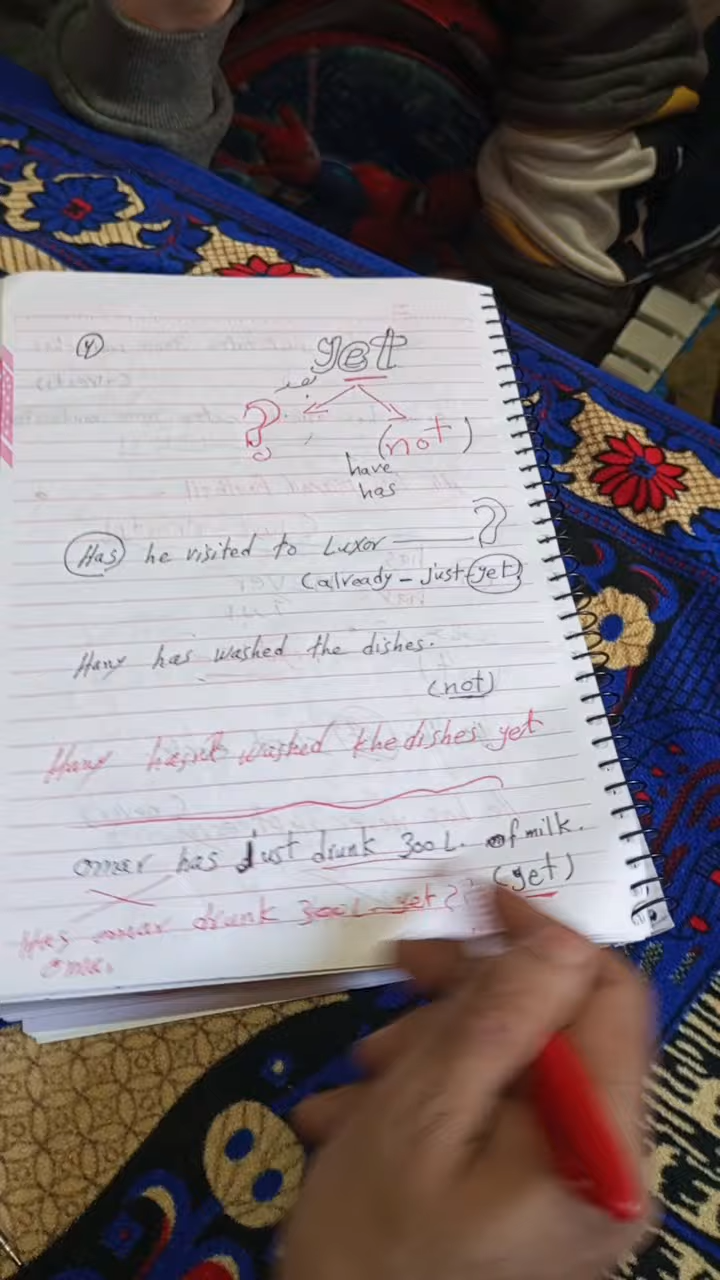 yet
? (not)
have
has
Has he visited to Luxor ———— ?
(already - just - yet)
Hany has washed the dishes.
(not)
Hany hasn't washed the dishes yet
omar has Just drunk 300 L. of milk.
(yet)
Has omar drunk 300 L yet ?